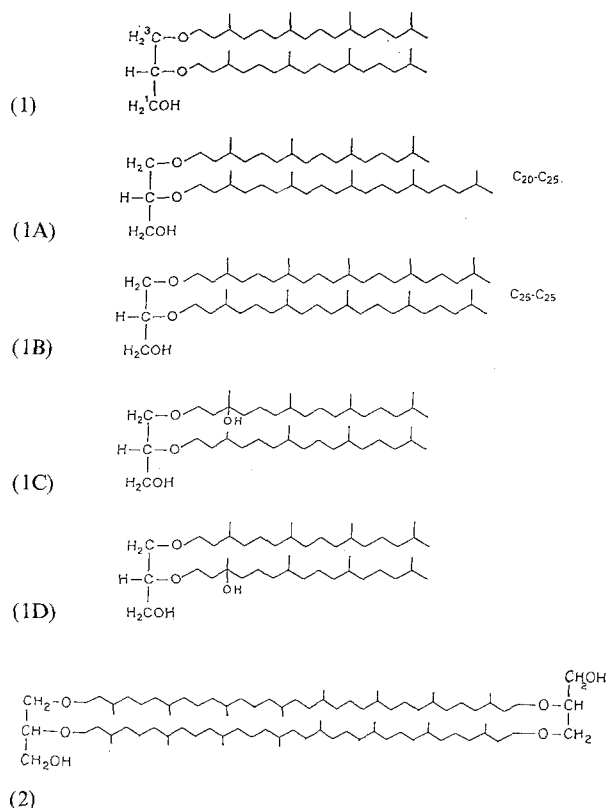 H₂³C—O
H—C—O
H₂¹COH
(1)
H₂C—O
C₂₀-C₂₅.
H—C—O
H₂COH
(1A)
H₂C—O
C₂₅-C₂₅
H—C—O
H₂COH
(1B)
H₂C—O
OH
H—C—O
H₂COH
(1C)
H₂C—O
H—C—O
OH
H₂COH
(1D)
CH₂OH
CH₂—O
O—CH
CH—O
O—CH₂
CH₂OH
(2)